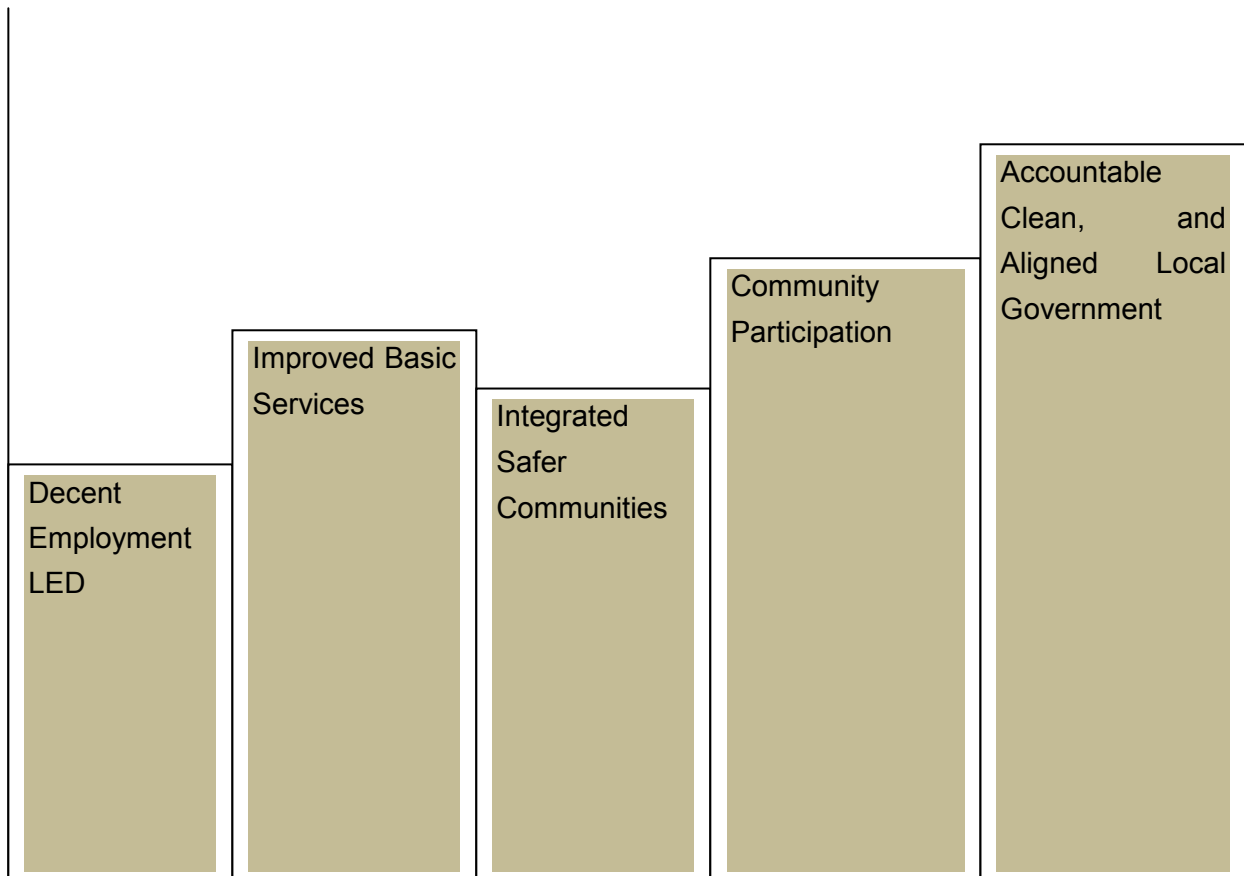 Decent
Employment
LED
Improved Basic
Services
Integrated
Safer
Communities
Community
Participation
Accountable
Clean, and
Aligned Local
Government